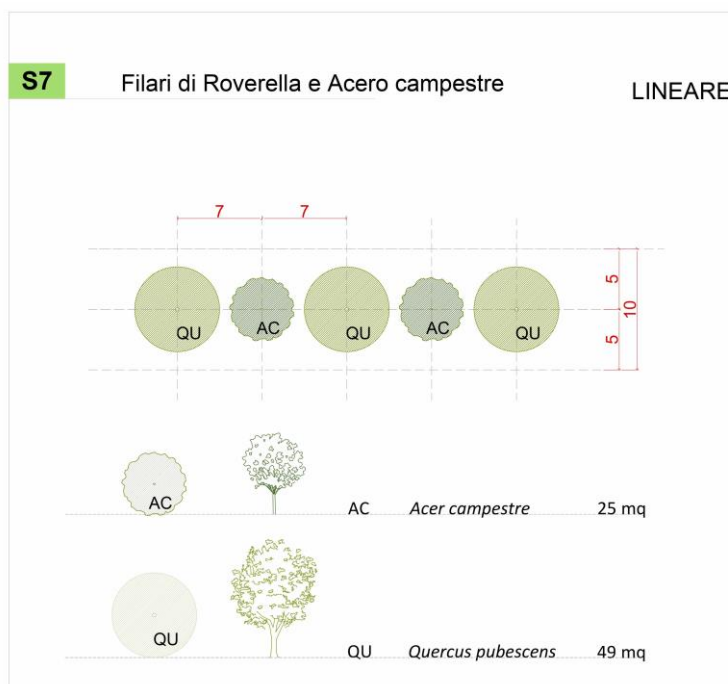 S7 Filari di Roverella e Acero campestre LINEARE
7 7
5
10
5
QU AC QU AC QU
AC
AC Acer campestre 25 mq
QU
QU Quercus pubescens 49 mq